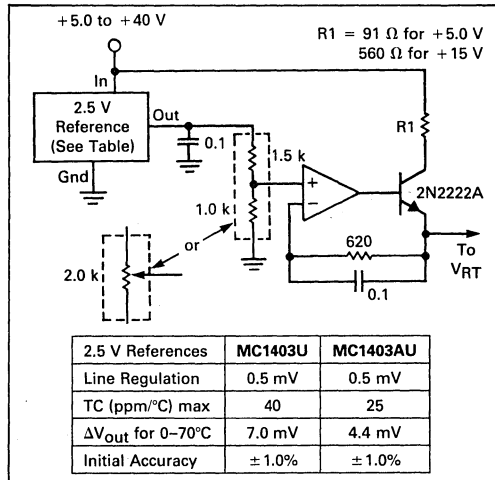 +5.0 to +40 V
R1 = 91 Ω for +5.0 V
560 Ω for +15 V
In
2.5 V
Reference
(See Table)
Out
Gnd
0.1
1.5 k
1.0 k
R1
+
−
2N2222A
or
2.0 k
620
0.1
To
VRT
2.5 V References MC1403U MC1403AU
Line Regulation 0.5 mV 0.5 mV
TC (ppm/°C) max 40 25
ΔVout for 0–70°C 7.0 mV 4.4 mV
Initial Accuracy ±1.0% ±1.0%